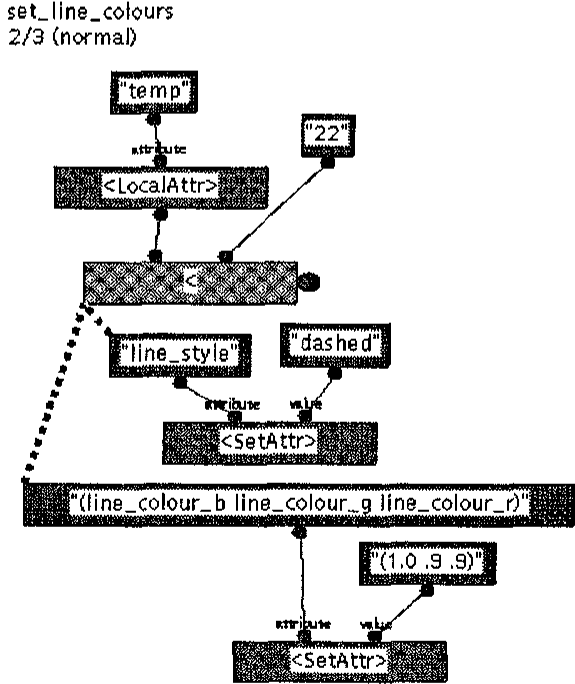 set_line_colours
2/3 (normal)
"temp"
"22"
attribute
<LocalAttr>
<
"line_style"
"dashed"
attribute
value
<SetAttr>
"(line_colour_b line_colour_g line_colour_r)"
"(1.0 .9 .9)"
attribute
value
<SetAttr>